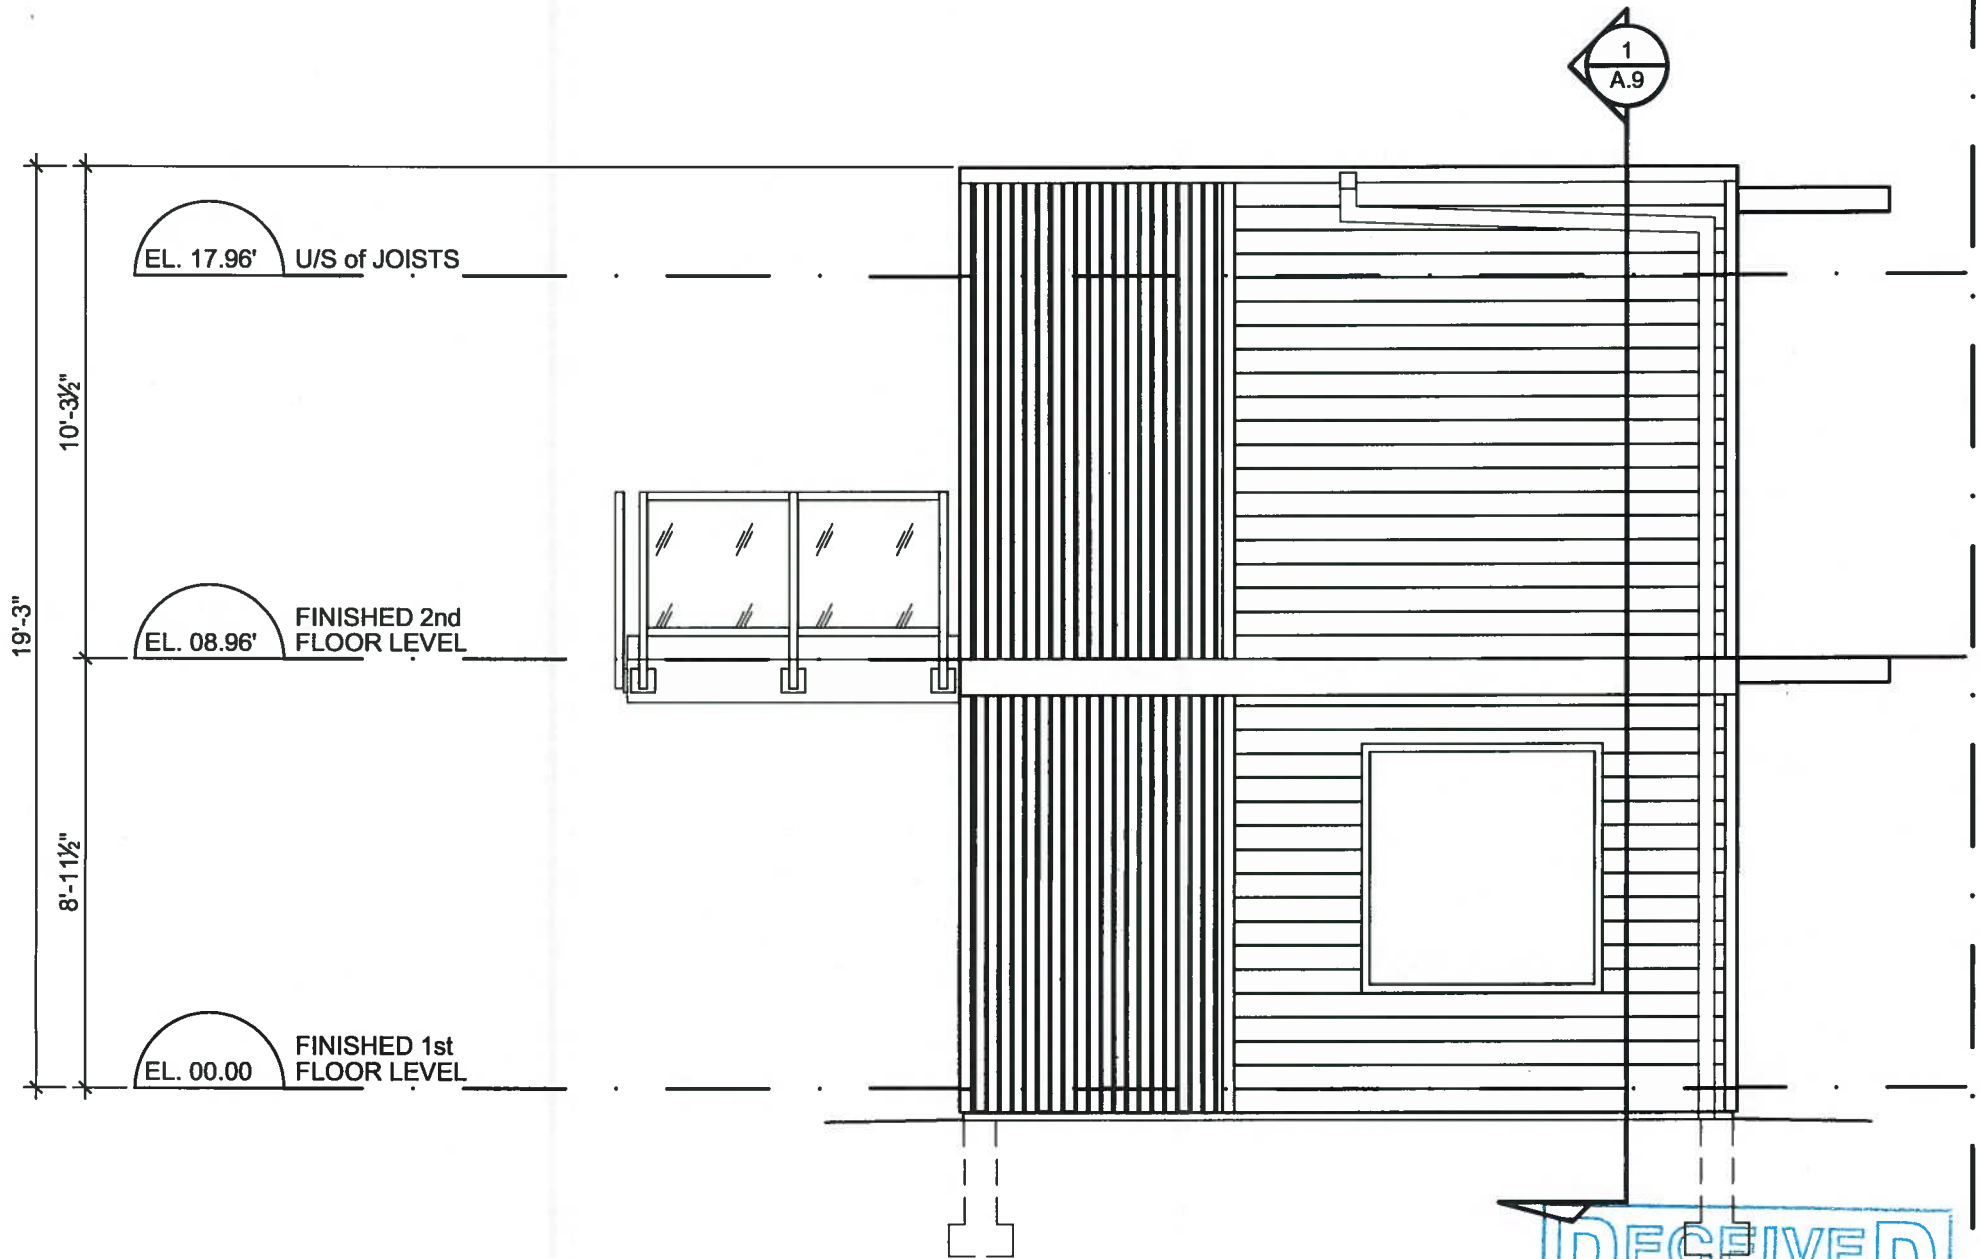 1
A.9
EL. 17.96' U/S of JOISTS
10'-3½"
19'-3"
FINISHED 2nd
EL. 08.96' FLOOR LEVEL
8'-11½"
FINISHED 1st
EL. 00.00 FLOOR LEVEL
RECEIVED